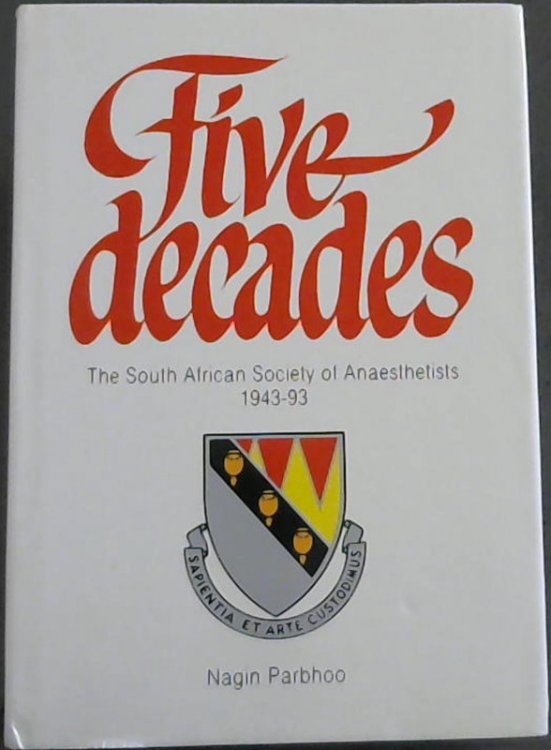 Five
decades
The South African Society of Anaesthetists
1943-93
SAPIENTIA ET ARTE CUSTODIMUS
Nagin Parbhoo